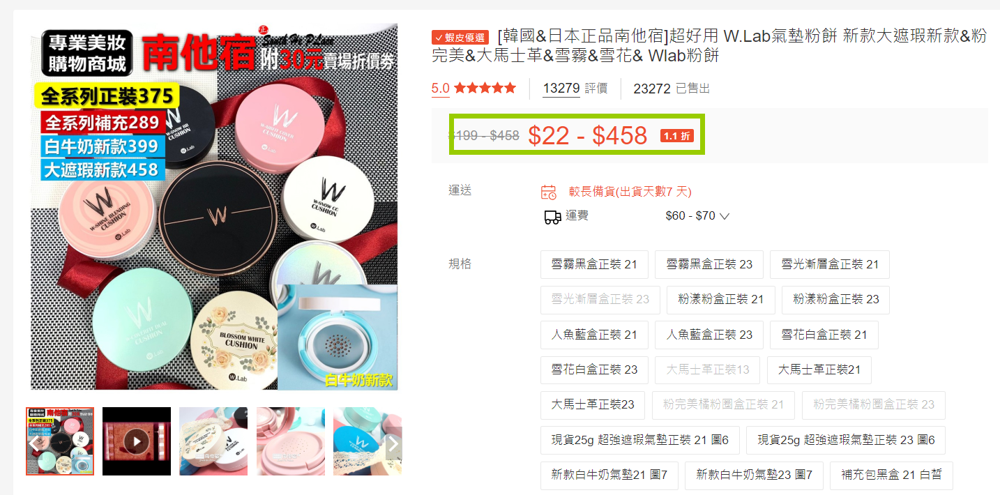 專業美妝
購物商城
南他宿
正
South He PLace
附30元賣場折價券
全系列正裝375
全系列補充289
白牛奶新款399
大遮瑕新款458
W
W-SNOW BB
CUSHION
W.Lab
W
W-AIRFIT COVER
CUSHION
W.Lab
W
W-SHINE BLENDING
CUSHION
W.Lab
W
W
W-SNOW CC
CUSHION
W.Lab
W
CUSHION
W.Lab
W
BLOSSOM WHITE
CUSHION
W.Lab
白牛奶新款
蝦皮優選 [韓國&日本正品南他宿]超好用 W.Lab氣墊粉餅 新款大遮瑕新款&粉
完美&大馬士革&雪霧&雪花& Wlab粉餅
5.0 13279 評價 23272 已售出
$199 - $458 $22 - $458 1.1 折
運送 較長備貨(出貨天數7 天)
運費 $60 - $70
規格 雪霧黑盒正裝 21 雪霧黑盒正裝 23 雪光漸層盒正裝 21
雪光漸層盒正裝 23 粉漾粉盒正裝 21 粉漾粉盒正裝 23
人魚藍盒正裝 21 人魚藍盒正裝 23 雪花白盒正裝 21
雪花白盒正裝 23 大馬士革正裝13 大馬士革正裝21
大馬士革正裝23 粉完美橘粉圈盒正裝 21 粉完美橘粉圈盒正裝 23
現貨25g 超強遮瑕氣墊正裝 21 圖6 現貨25g 超強遮瑕氣墊正裝 23 圖6
新款白牛奶氣墊21 圖7 新款白牛奶氣墊23 圖7 補充包黑盒 21 白皙